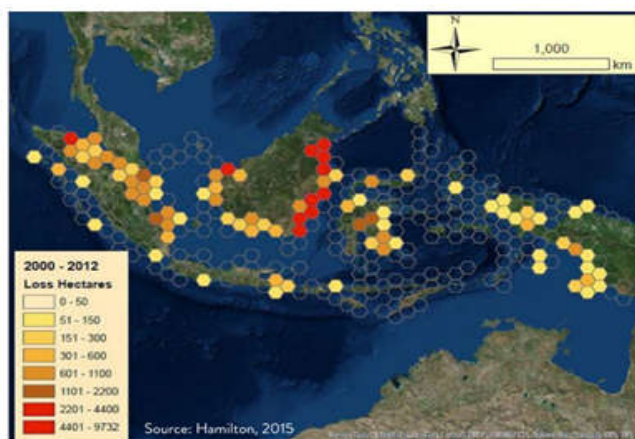 N
1,000
km
2000 - 2012
Loss Hectares
0 - 50
51 - 150
151 - 300
301 - 600
601 - 1100
1101 - 2200
2201 - 4400
4401 - 9732
Source: Hamilton, 2015